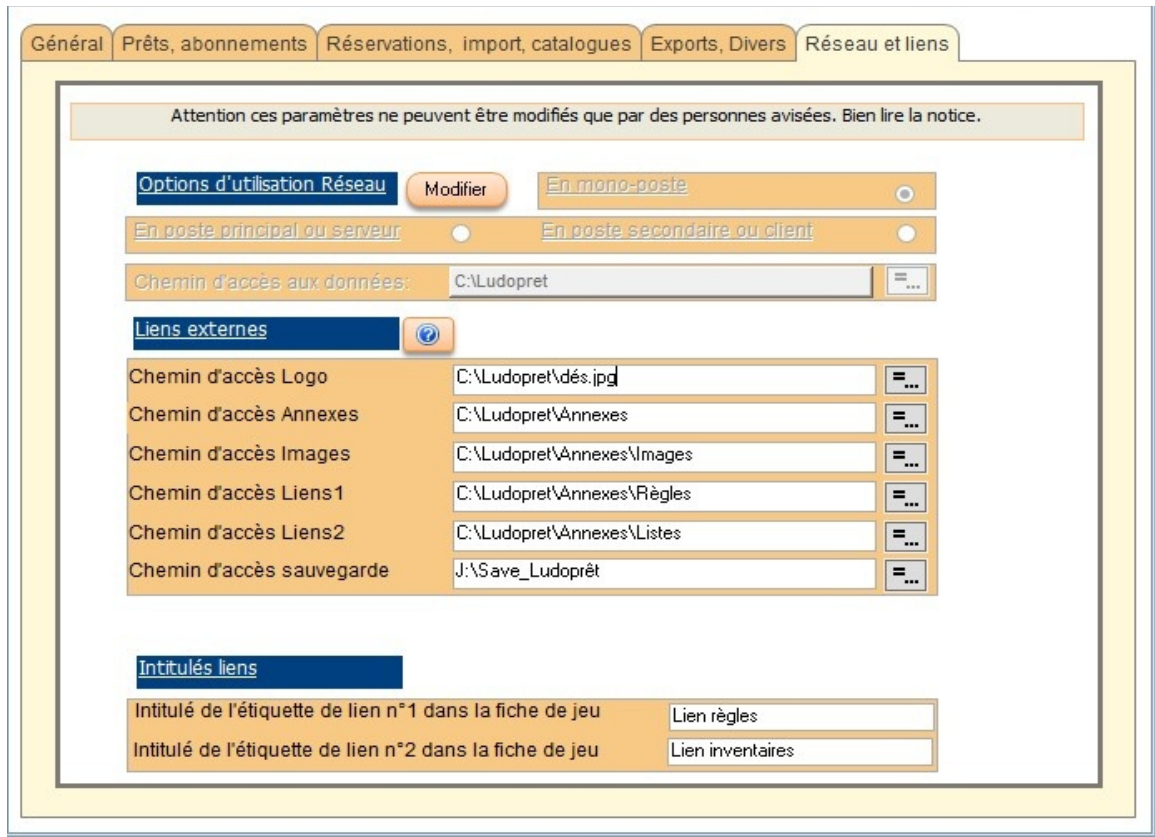 Général Prêts, abonnements Réservations, import, catalogues Exports, Divers Réseau et liens
Attention ces paramètres ne peuvent être modifiés que par des personnes avisées. Bien lire la notice.
Options d'utilisation Réseau Modifier En mono-poste
En poste principal ou serveur En poste secondaire ou client
Chemin d'accès aux données: C:\Ludopret =...
Liens externes ?
Chemin d'accès Logo C:\Ludopret\dés.jpg =...
Chemin d'accès Annexes C:\Ludopret\Annexes =...
Chemin d'accès Images C:\Ludopret\Annexes\Images =...
Chemin d'accès Liens1 C:\Ludopret\Annexes\Règles =...
Chemin d'accès Liens2 C:\Ludopret\Annexes\Listes =...
Chemin d'accès sauvegarde J:\Save_Ludoprêt =...
Intitulés liens
Intitulé de l'étiquette de lien n°1 dans la fiche de jeu Lien règles
Intitulé de l'étiquette de lien n°2 dans la fiche de jeu Lien inventaires